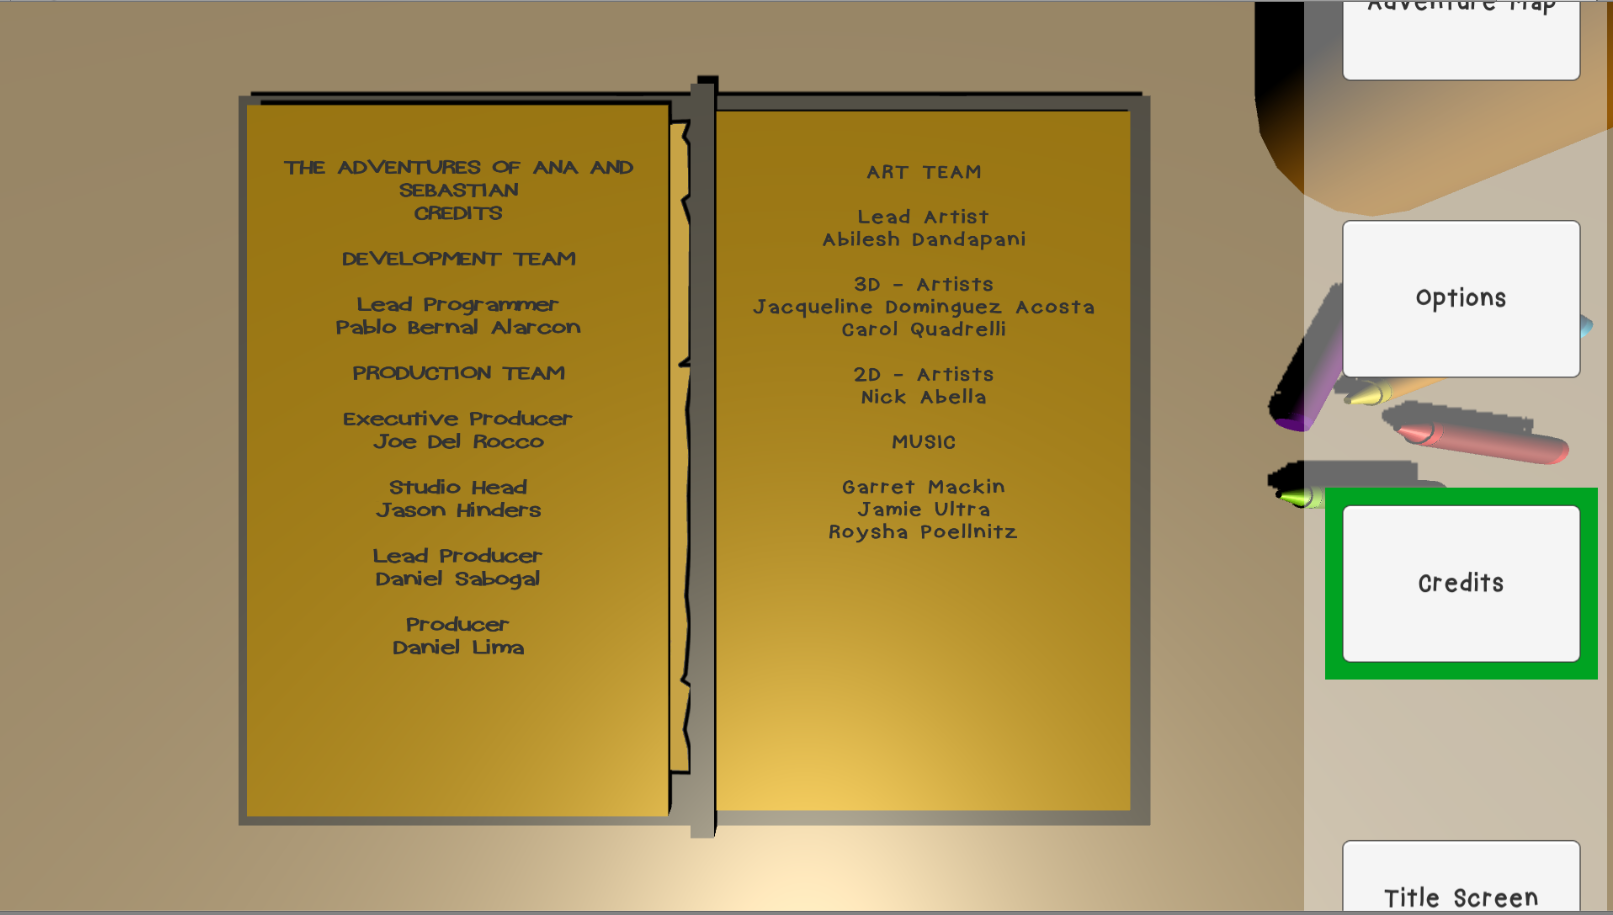 THE ADVENTURES OF ANA AND
SEBASTIAN
CREDITS
DEVELOPMENT TEAM
Lead Programmer
Pablo Bernal Alarcon
PRODUCTION TEAM
Executive Producer
Joe Del Rocco
Studio Head
Jason Hinders
Lead Producer
Daniel Sabogal
Producer
Daniel Lima
ART TEAM
Lead Artist
Abilesh Dandapani
3D - Artists
Jacqueline Dominguez Acosta
Carol Quadrelli
2D - Artists
Nick Abella
MUSIC
Garret Mackin
Jamie Ultra
Roysha Poellnitz
Adventure Map
Options
Credits
Title Screen